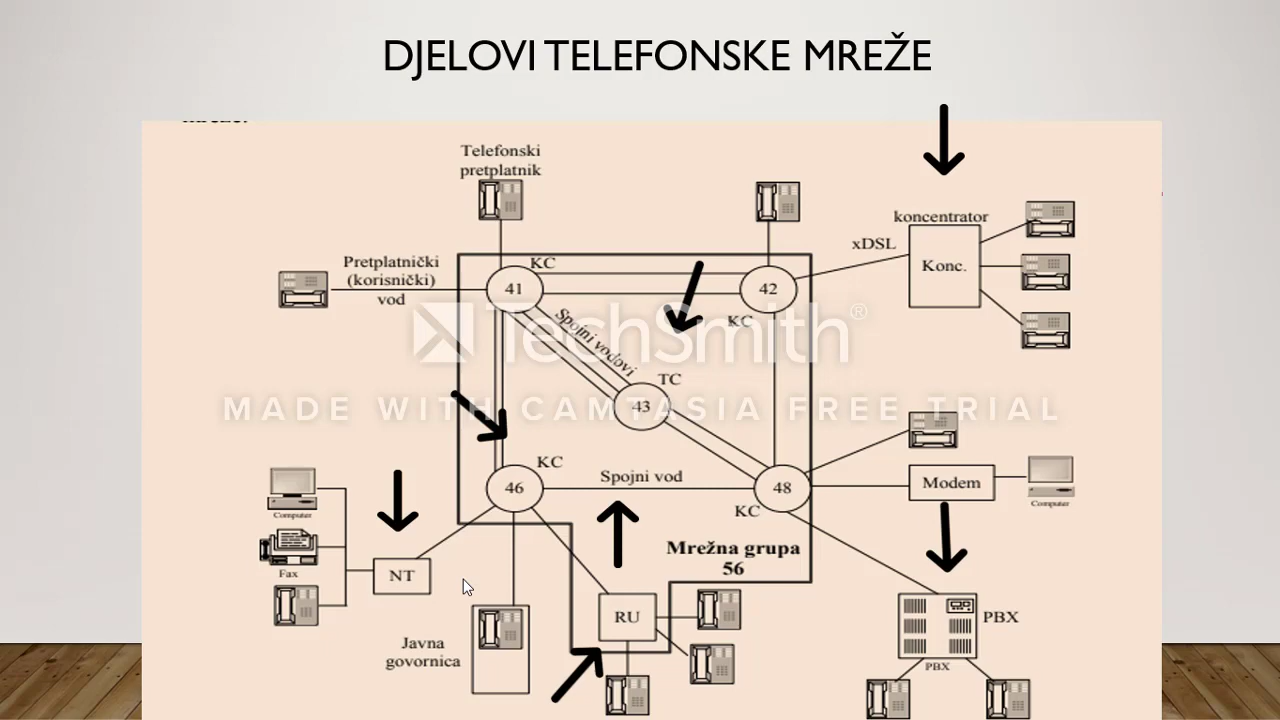 DJELOVI TELEFONSKE MREŽE
Telefonski
pretplatnik
koncentrator
xDSL
Konc.
Pretplatnički
(korisnički)
vod
KC
41
42
KC
Spojni vodovi
TechSmith®
TC
43
MADE WITH CAMTASIA FREE TRIAL
KC
46
Spojni vod
48
KC
Modem
Computer
Computer
Fax
NT
Mrežna grupa
56
RU
Javna
govornica
PBX
PBX